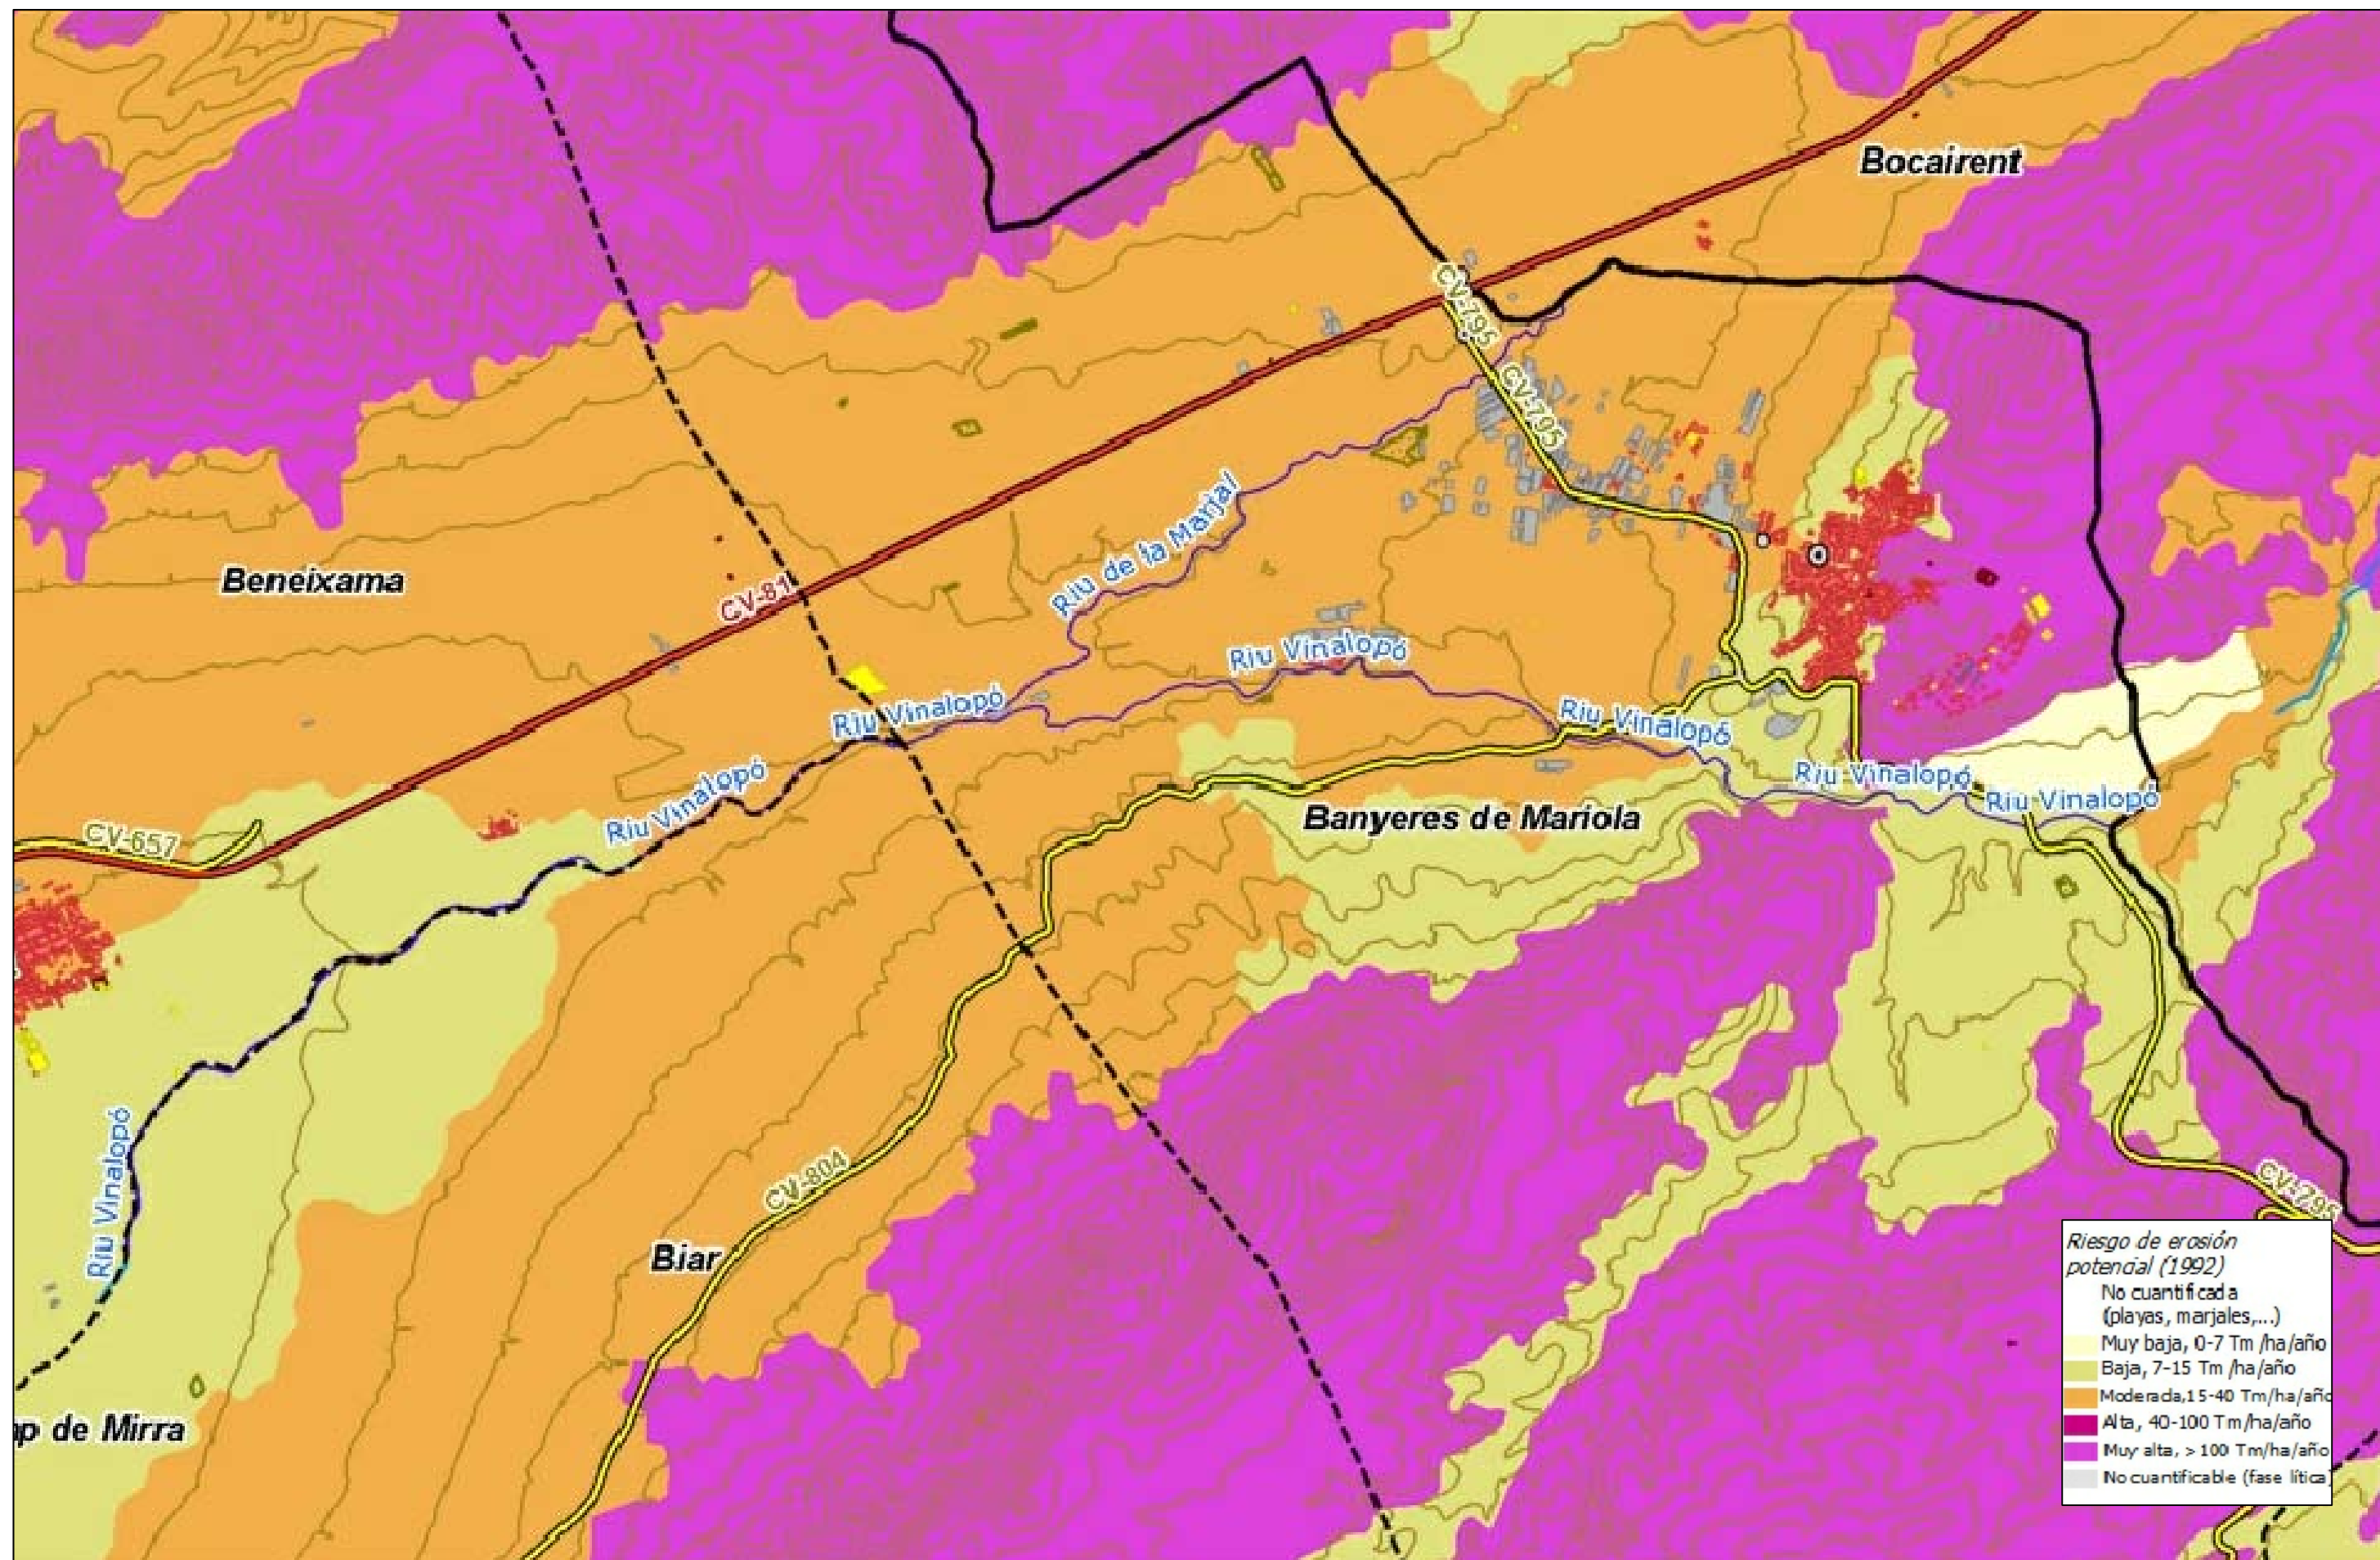 Bocairent
CV-795
CV-795
Riu de la Marjal
Beneixama
CV-81
Riu Vinalopó
Riu Vinalopó
Riu Vinalopó
Riu Vinalopó
Riu Vinalopó
Riu Vinalopó
Banyeres de Mariola
CV-657
Riu Vinalopó
CV-804
CV-795
Biar
mp de Mirra
Riesgo de erosión
potencial (1992)
No cuantificada
(playas, marjales,...)
Muy baja, 0-7 Tm/ha/año
Baja, 7-15 Tm/ha/año
Moderada,15-40 Tm/ha/año
Alta, 40-100 Tm/ha/año
Muy alta, > 100 Tm/ha/año
No cuantificable (fase lítica)